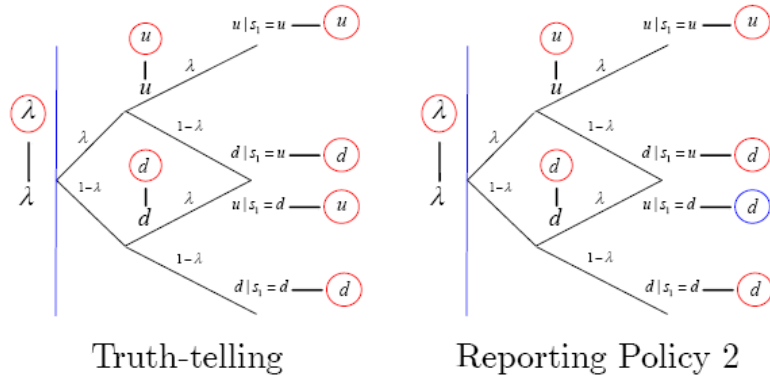 u
u | s₁ = u
u
λ
u
λ
1-λ
λ
d | s₁ = u
d
d
λ
1-λ
d
λ
u | s₁ = d
u
1-λ
d | s₁ = d
d
Truth-telling
u
u | s₁ = u
u
λ
u
λ
1-λ
λ
d | s₁ = u
d
d
λ
1-λ
d
λ
u | s₁ = d
d
1-λ
d | s₁ = d
d
Reporting Policy 2